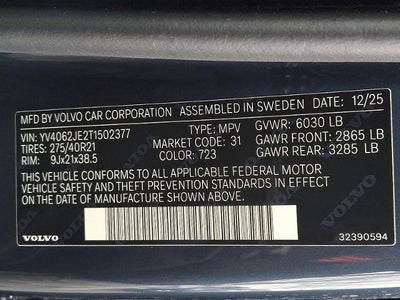 MFD BY VOLVO CAR CORPORATION ASSEMBLED IN SWEDEN DATE: 12/25
VIN: YV4062JE2T1502377 TYPE: MPV GVWR: 6030 LB
TIRES: 275/40R21 MARKET CODE: 31 GAWR FRONT: 2865 LB
RIM: 9Jx21x38.5 COLOR: 723 GAWR REAR: 3285 LB
THIS VEHICLE CONFORMS TO ALL APPLICABLE FEDERAL MOTOR
VEHICLE SAFETY AND THEFT PREVENTION STANDARDS IN EFFECT
ON THE DATE OF MANUFACTURE SHOWN ABOVE.
VOLVO 32390594